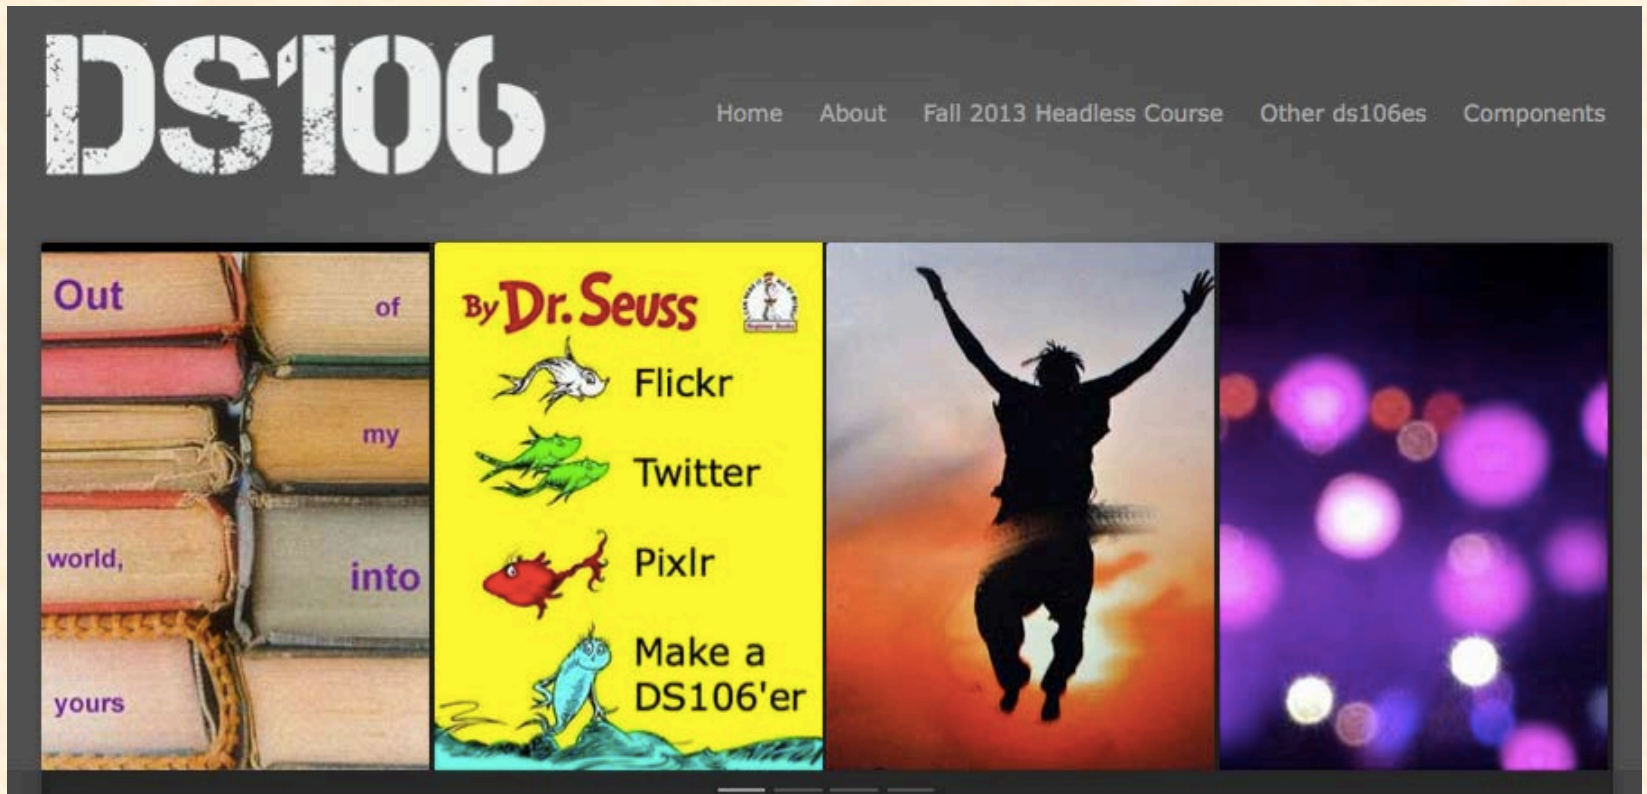 DS106
Home About Fall 2013 Headless Course Other ds106es Components
Out of
my
world,
into
yours
By Dr. Seuss
Flickr
Twitter
Pixlr
Make a
DS106'er